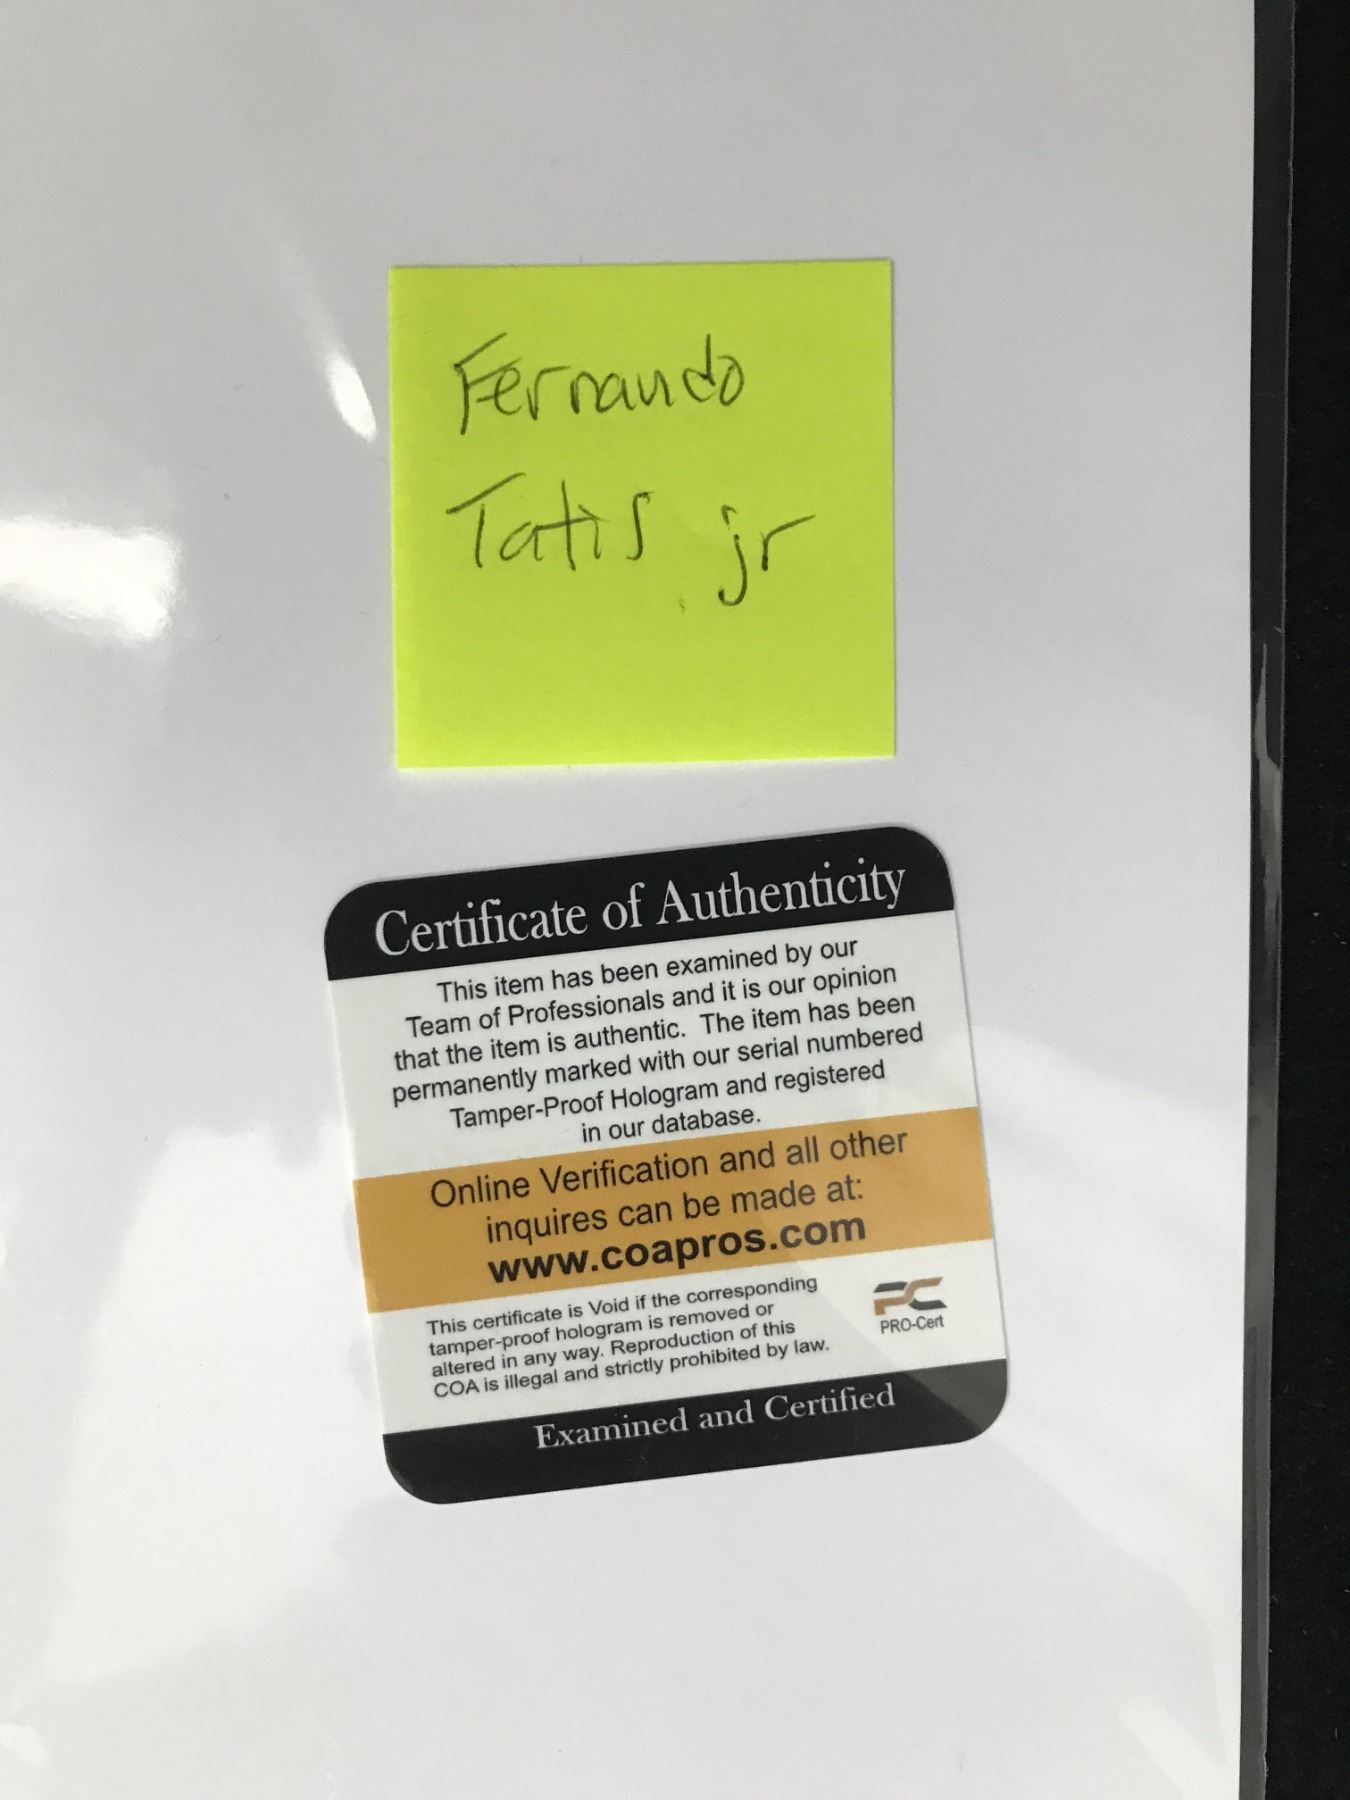 Fernando
Tatis jr
Certificate of Authenticity
This item has been examined by our
Team of Professionals and it is our opinion
that the item is authentic. The item has been
permanently marked with our serial numbered
Tamper-Proof Hologram and registered
in our database.
Online Verification and all other
inquires can be made at:
www.coapros.com
This certificate is Void if the corresponding
tamper-proof hologram is removed or
altered in any way. Reproduction of this
COA is illegal and strictly prohibited by law.
PC
PRO-Cert
Examined and Certified